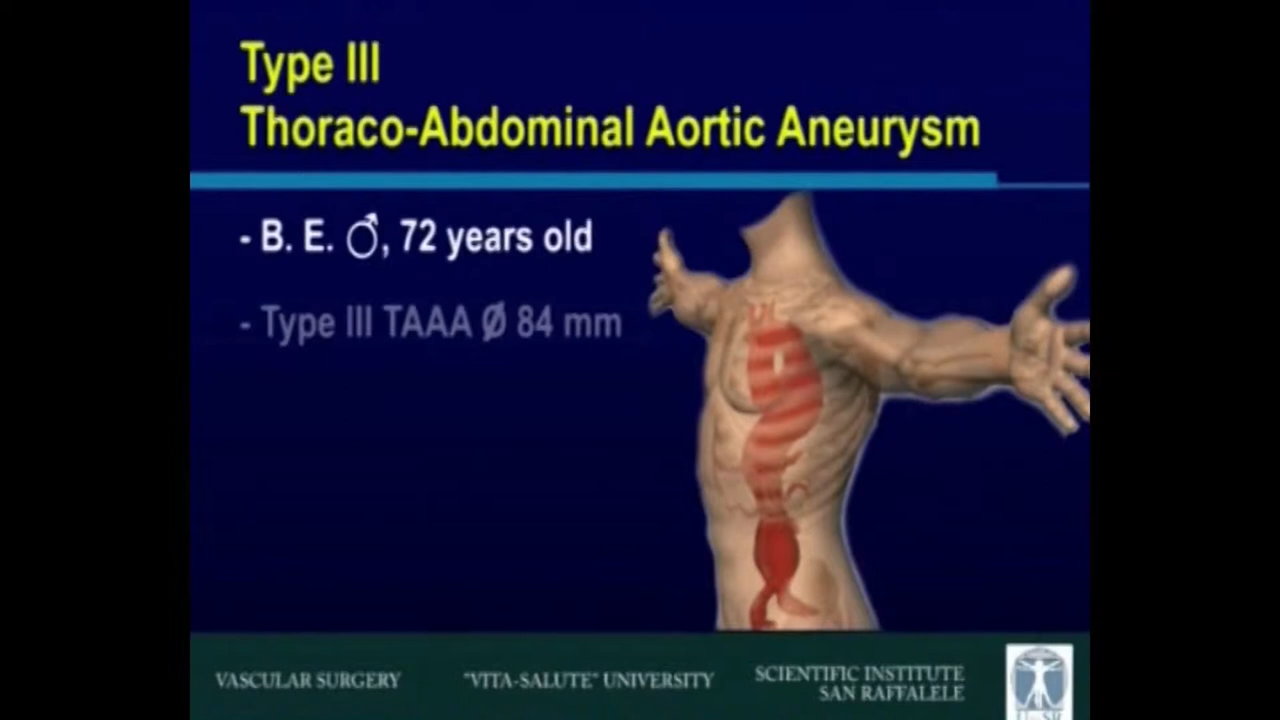 Type III
Thoraco-Abdominal Aortic Aneurysm
- B. E. ♂, 72 years old
- Type III TAAA Ø 84 mm
VASCULAR SURGERY
"VITA-SALUTE" UNIVERSITY
SCIENTIFIC INSTITUTE
SAN RAFFALELE